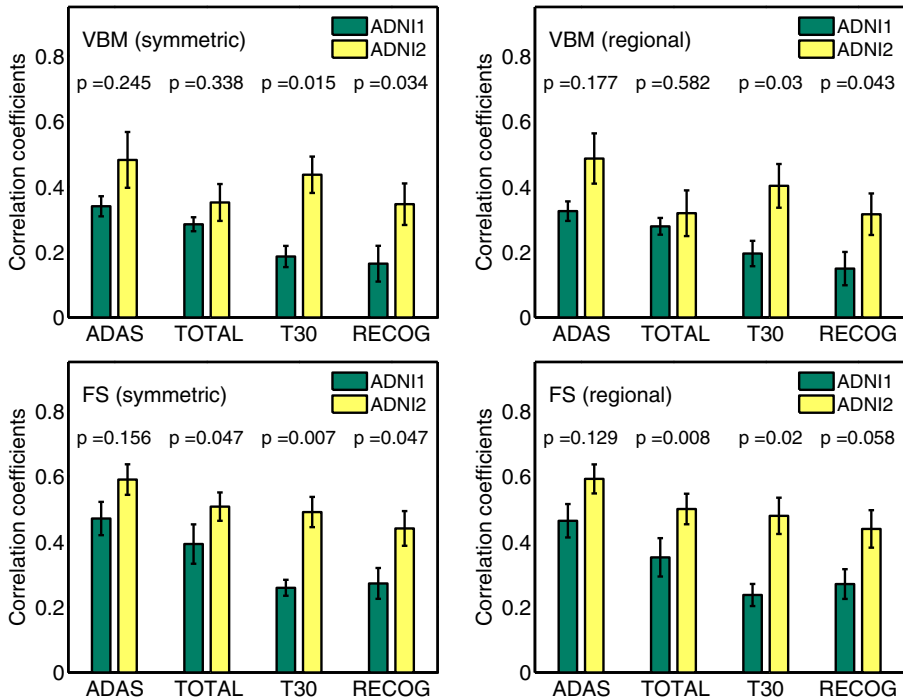 VBM (symmetric)
ADNI1
ADNI2
p =0.245 p =0.338 p =0.015 p =0.034
Correlation coefficients
0.8
0.6
0.4
0.2
0
ADAS TOTAL T30 RECOG
VBM (regional)
ADNI1
ADNI2
p =0.177 p =0.582 p =0.03 p =0.043
Correlation coefficients
0.8
0.6
0.4
0.2
0
ADAS TOTAL T30 RECOG
FS (symmetric)
ADNI1
ADNI2
p =0.156 p =0.047 p =0.007 p =0.047
Correlation coefficients
0.8
0.6
0.4
0.2
0
ADAS TOTAL T30 RECOG
FS (regional)
ADNI1
ADNI2
p =0.129 p =0.008 p =0.02 p =0.058
Correlation coefficients
0.8
0.6
0.4
0.2
0
ADAS TOTAL T30 RECOG